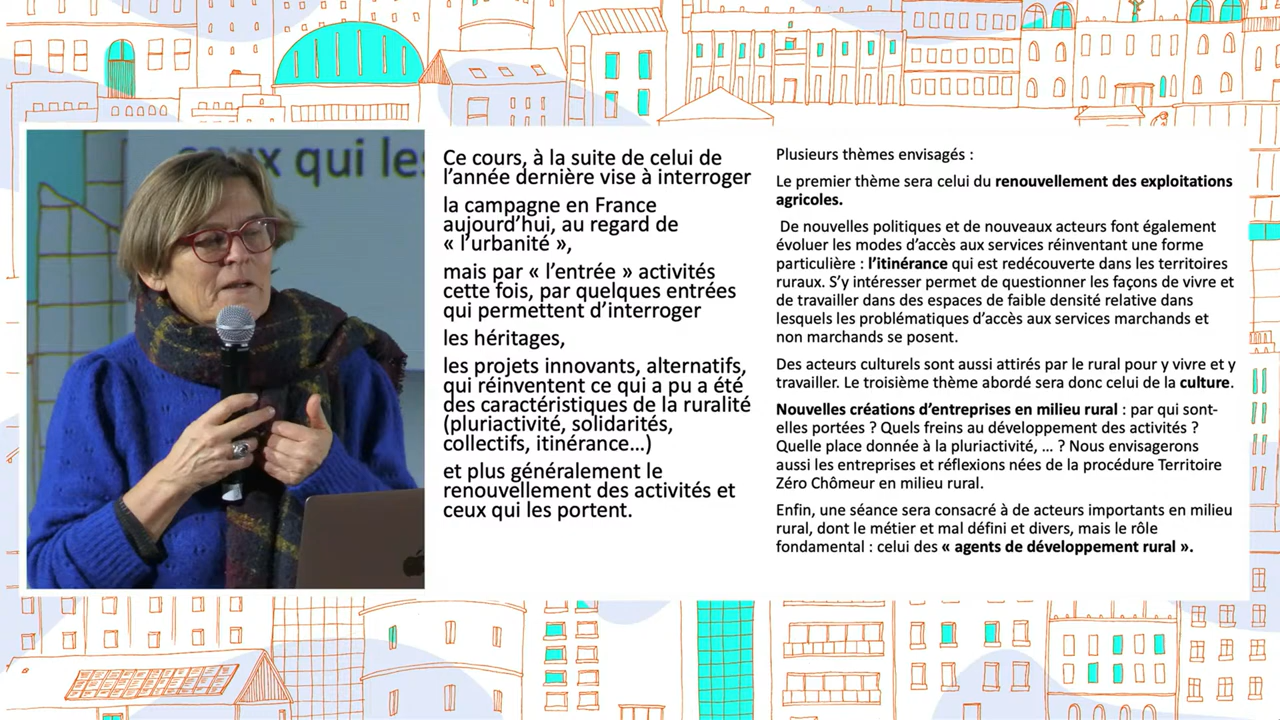 ceux qui les
Ce cours, à la suite de celui de
l'année dernière vise à interroger
la campagne en France
aujourd'hui, au regard de
« l'urbanité »,
mais par « l'entrée » activités
cette fois, par quelques entrées
qui permettent d'interroger
les héritages,
les projets innovants, alternatifs,
qui réinventent ce qui a pu a été
des caractéristiques de la ruralité
(pluriactivité, solidarités,
collectifs, itinérance…)
et plus généralement le
renouvellement des activités et
ceux qui les portent.
Plusieurs thèmes envisagés :
Le premier thème sera celui du renouvellement des exploitations
agricoles.
De nouvelles politiques et de nouveaux acteurs font également
évoluer les modes d'accès aux services réinventant une forme
particulière : l'itinérance qui est redécouverte dans les territoires
ruraux. S'y intéresser permet de questionner les façons de vivre et
de travailler dans des espaces de faible densité relative dans
lesquels les problématiques d'accès aux services marchands et
non marchands se posent.
Des acteurs culturels sont aussi attirés par le rural pour y vivre et y
travailler. Le troisième thème abordé sera donc celui de la culture.
Nouvelles créations d'entreprises en milieu rural : par qui sont-
elles portées ? Quels freins au développement des activités ?
Quelle place donnée à la pluriactivité, … ? Nous envisagerons
aussi les entreprises et réflexions nées de la procédure Territoire
Zéro Chômeur en milieu rural.
Enfin, une séance sera consacré à de acteurs importants en milieu
rural, dont le métier et mal défini et divers, mais le rôle
fondamental : celui des « agents de développement rural ».